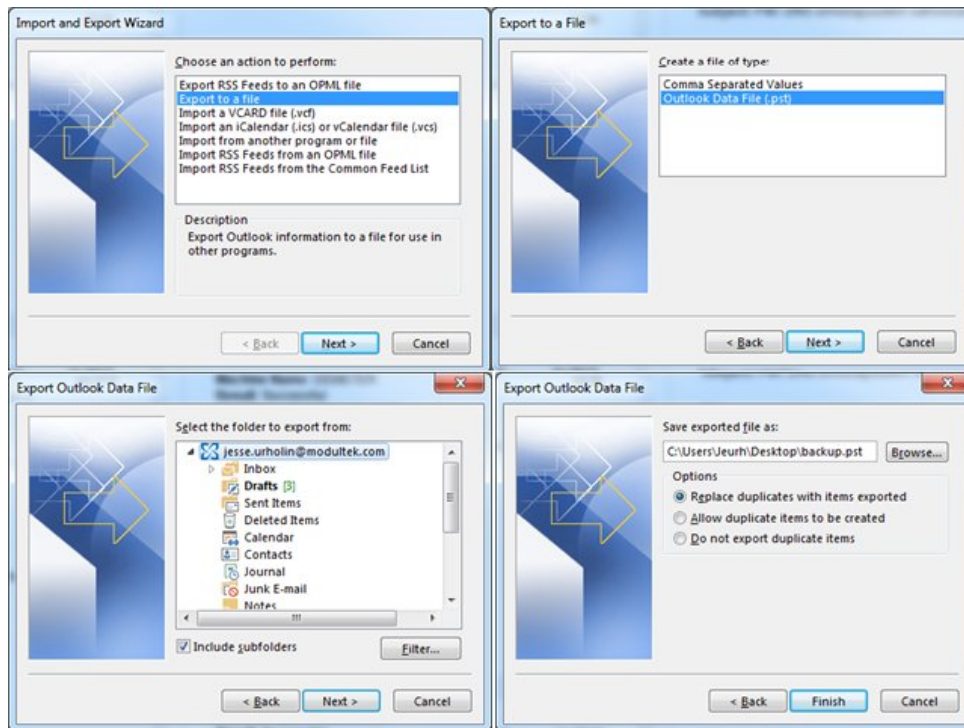 Import and Export Wizard
Choose an action to perform:
Export RSS Feeds to an OPML file
Export to a file
Import a VCARD file (.vcf)
Import an iCalendar (.ics) or vCalendar file (.vcs)
Import from another program or file
Import RSS Feeds from an OPML file
Import RSS Feeds from the Common Feed List
Description
Export Outlook information to a file for use in
other programs.
< Back Next > Cancel
Export to a File
Create a file of type:
Comma Separated Values
Outlook Data File (.pst)
< Back Next > Cancel
Export Outlook Data File
Select the folder to export from:
jesse.urholin@modultek.com
Inbox
Drafts [3]
Sent Items
Deleted Items
Calendar
Contacts
Journal
Junk E-mail
Notes
Include subfolders Filter...
< Back Next > Cancel
Export Outlook Data File
Save exported file as:
C:\Users\Jeurh\Desktop\backup.pst Browse...
Options
Replace duplicates with items exported
Allow duplicate items to be created
Do not export duplicate items
< Back Finish Cancel